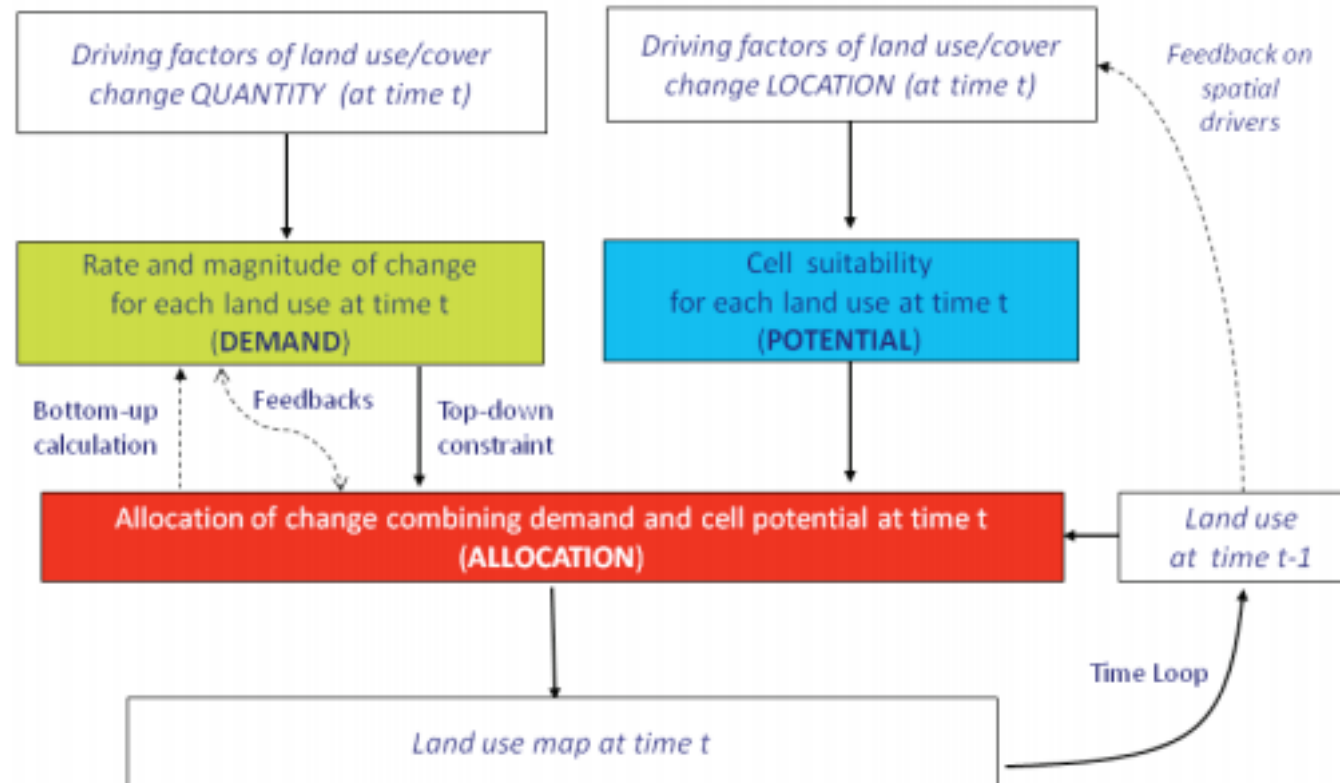 Driving factors of land use/cover
change QUANTITY (at time t)
Driving factors of land use/cover
change LOCATION (at time t)
Feedback on
spatial
drivers
Rate and magnitude of change
for each land use at time t
(DEMAND)
Cell suitability
for each land use at time t
(POTENTIAL)
Bottom-up
calculation
Feedbacks
Top-down
constraint
Allocation of change combining demand and cell potential at time t
(ALLOCATION)
Land use
at time t-1
Time Loop
Land use map at time t